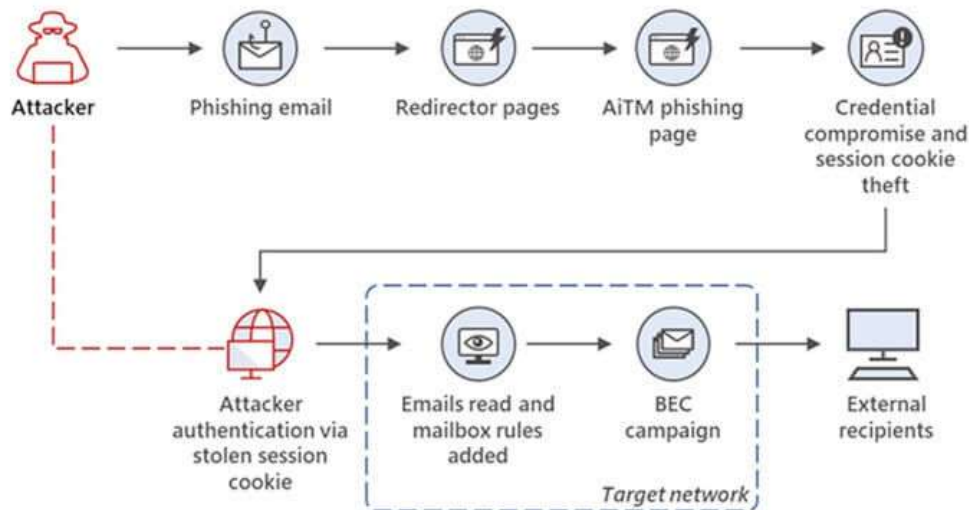 Attacker
Phishing email
Redirector pages
AiTM phishing
page
Credential
compromise and
session cookie
theft
Attacker
authentication via
stolen session
cookie
Emails read and
mailbox rules
added
BEC
campaign
External
recipients
Target network